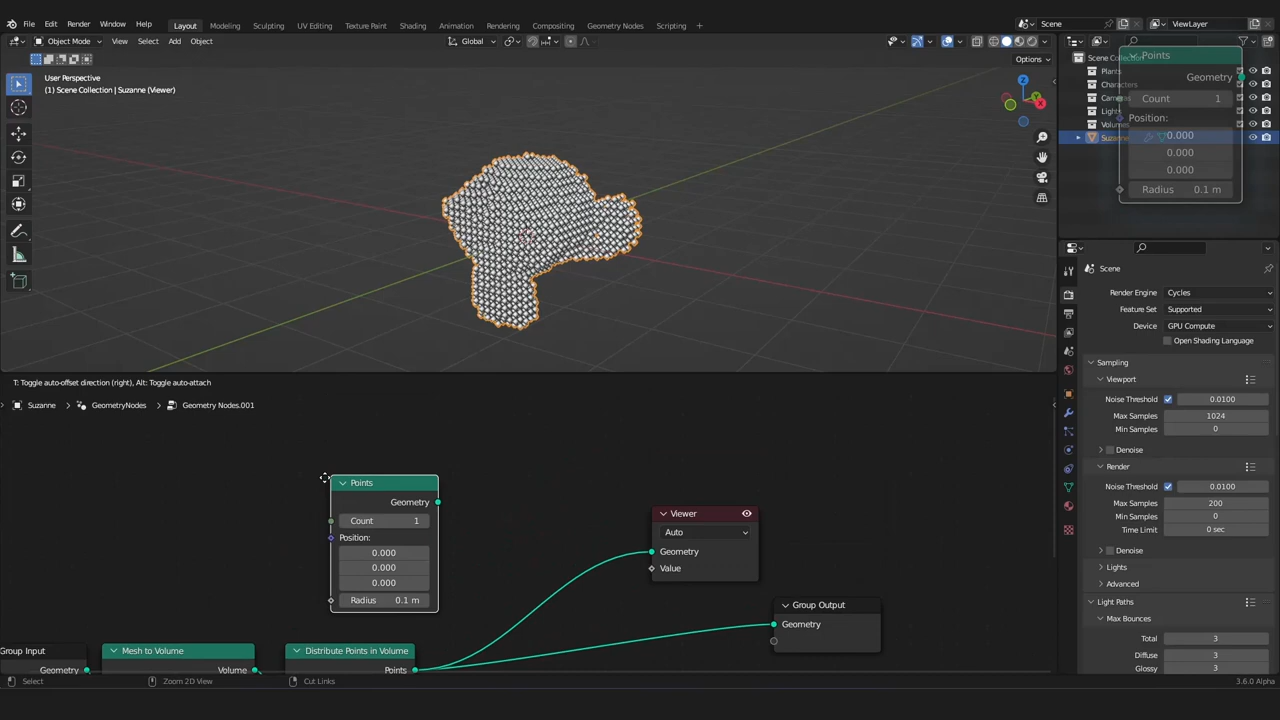 File Edit Render Window Help Layout Modeling Sculpting UV Editing Texture Paint Shading Animation Rendering Compositing Geometry Nodes Scripting + Scene ViewLayer
Object Mode View Select Add Object Global
Options
User Perspective
(1) Scene Collection | Suzanne (Viewer)
Z
Y
X
Scene Collection
Plants
Characters
Lights
Points
Geometry
Count 1
Position:
0.000
0.000
0.000
Radius 0.1 m
Scene
Render Engine Cycles
Feature Set Supported
Device GPU Compute
Open Shading Language
Sampling
Viewport
Noise Threshold 0.0100
Max Samples 1024
Min Samples 0
Denoise
Render
Noise Threshold 0.0100
Max Samples 200
Min Samples 0
Time Limit 0 sec
Denoise
Lights
Advanced
Light Paths
Max Bounces
Total 3
Diffuse 3
Glossy 3
T: Toggle auto-offset direction (right), Alt: Toggle auto-attach
Suzanne > GeometryNodes > Geometry Nodes.001
Points
Geometry
Count 1
Position:
0.000
0.000
0.000
Radius 0.1 m
Viewer
Auto
Geometry
Value
Group Output
Geometry
Group Input
Geometry
Mesh to Volume
Volume
Distribute Points in Volume
Points
Select Zoom 2D View Cut Links 3.6.0 Alpha